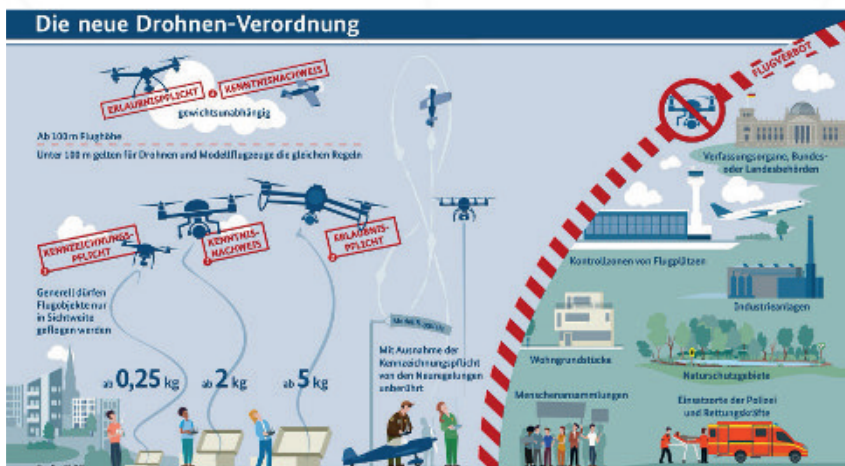 Die neue Drohnen-Verordnung
ERLAUBNISPFLICHT
KENNTNISNACHWEIS
gewichtsunabhängig
Ab 100 m Flughöhe
Unter 100 m gelten für Drohnen und Modellflugzeuge die gleichen Regeln
KENNZEICHNUNGS-
PFLICHT
KENNTNIS-
NACHWEIS
ERLAUBNIS-
PFLICHT
Generell dürfen
Flugobjekte nur
in Sichtweite
geflogen werden
ab 0,25 kg
ab 2 kg
ab 5 kg
Mit Ausnahme der
Kennzeichnungspflicht
von den Neuregelungen
unberührt
FLUGVERBOT
Verfassungsorgane, Bundes-
oder Landesbehörden
Kontrollzonen von Flugplätzen
Industrieanlagen
Wohngrundstücke
Naturschutzgebiete
Menschenansammlungen
Einsatzorte der Polizei
und Rettungskräfte